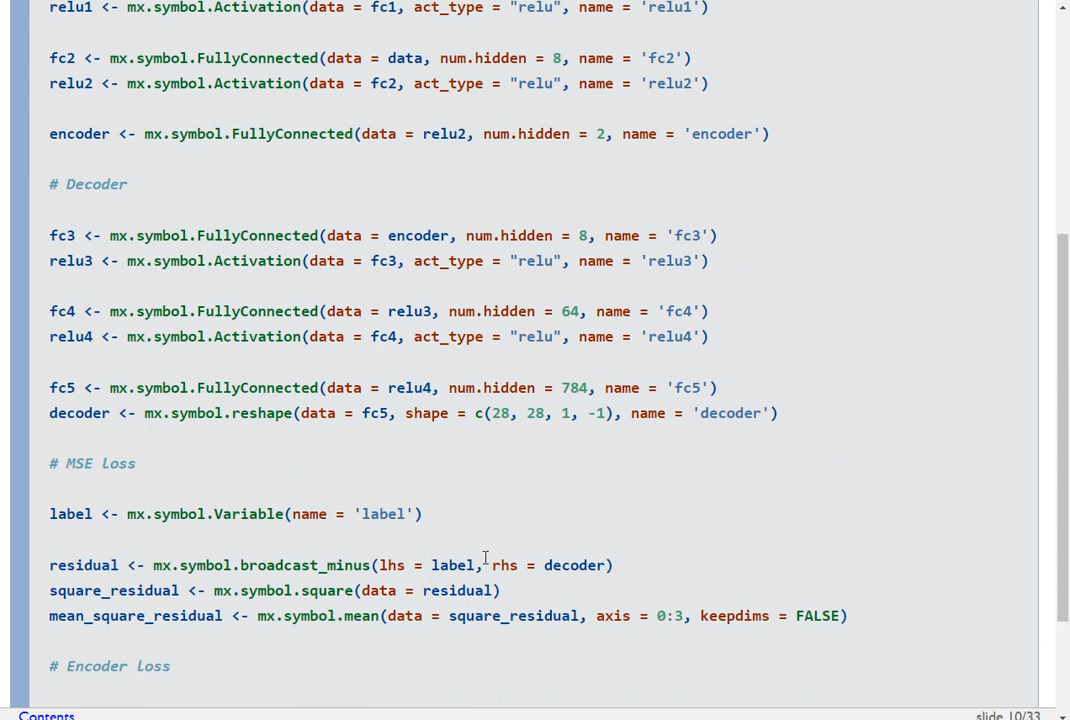 relu1 <- mx.symbol.Activation(data = fc1, act_type = "relu", name = 'relu1')
fc2 <- mx.symbol.FullyConnected(data = data, num.hidden = 8, name = 'fc2')
relu2 <- mx.symbol.Activation(data = fc2, act_type = "relu", name = 'relu2')
encoder <- mx.symbol.FullyConnected(data = relu2, num.hidden = 2, name = 'encoder')
# Decoder
fc3 <- mx.symbol.FullyConnected(data = encoder, num.hidden = 8, name = 'fc3')
relu3 <- mx.symbol.Activation(data = fc3, act_type = "relu", name = 'relu3')
fc4 <- mx.symbol.FullyConnected(data = relu3, num.hidden = 64, name = 'fc4')
relu4 <- mx.symbol.Activation(data = fc4, act_type = "relu", name = 'relu4')
fc5 <- mx.symbol.FullyConnected(data = relu4, num.hidden = 784, name = 'fc5')
decoder <- mx.symbol.reshape(data = fc5, shape = c(28, 28, 1, -1), name = 'decoder')
# MSE loss
label <- mx.symbol.Variable(name = 'label')
residual <- mx.symbol.broadcast_minus(lhs = label, rhs = decoder)
square_residual <- mx.symbol.square(data = residual)
mean_square_residual <- mx.symbol.mean(data = square_residual, axis = 0:3, keepdims = FALSE)
# Encoder loss
Contents
slide 10/33